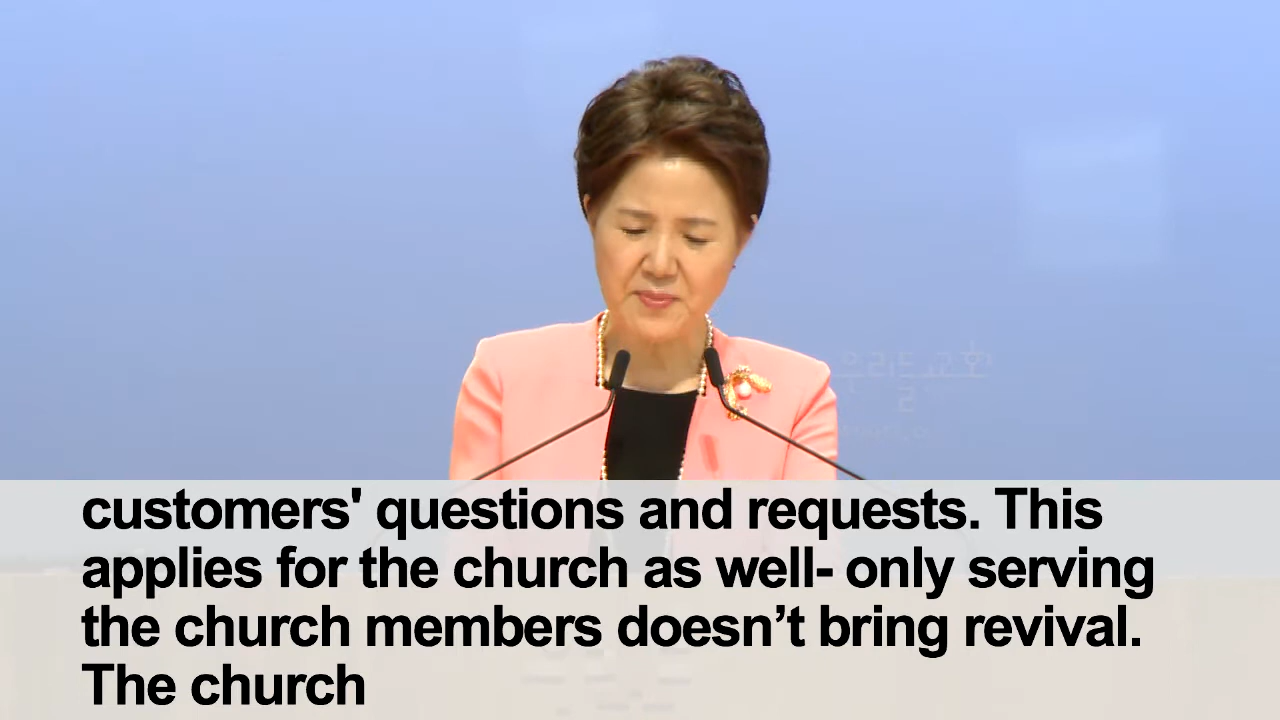 customers' questions and requests. This
applies for the church as well- only serving
the church members doesn’t bring revival.
The church